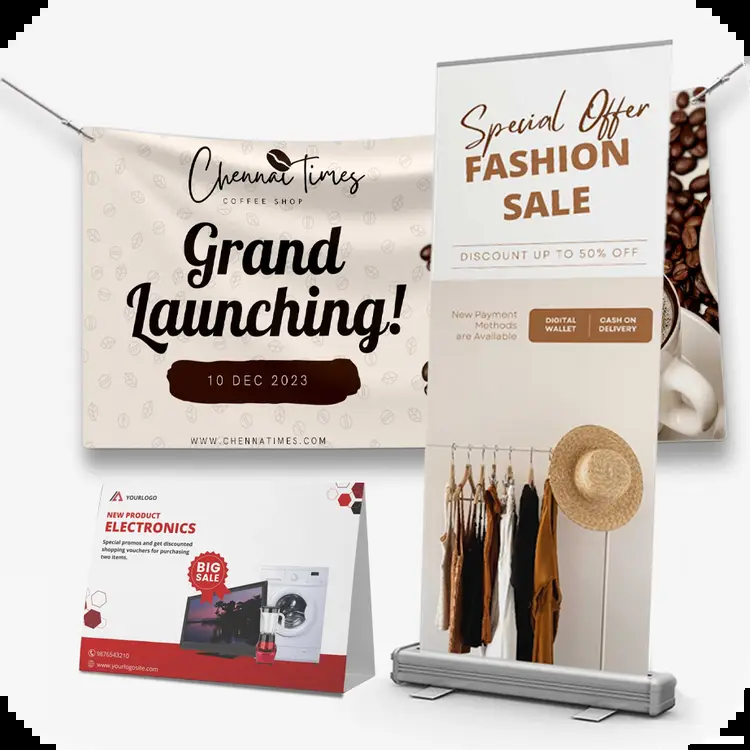 Chennai Times
COFFEE SHOP
Grand
Launching!
10 DEC 2023
WWW.CHENNATIMES.COM
Special Offer
FASHION
SALE
DISCOUNT UP TO 50% OFF
New Payment
Methods
are Available
DIGITAL
WALLET
CASH ON
DELIVERY
YOURLOGO
NEW PRODUCT
ELECTRONICS
Special promos and get discounted
shopping vouchers for purchasing
two items.
BIG
SALE
9876543210
www.yourlogosite.com